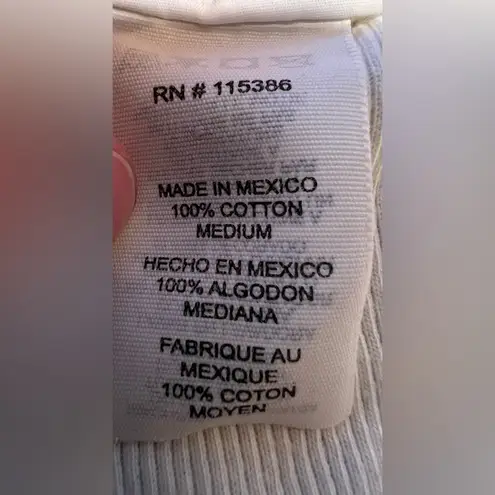 RN # 115386
MADE IN MEXICO
100% COTTON
MEDIUM
HECHO EN MEXICO
100% ALGODON
MEDIANA
FABRIQUE AU
MEXIQUE
100% COTON
MOYEN